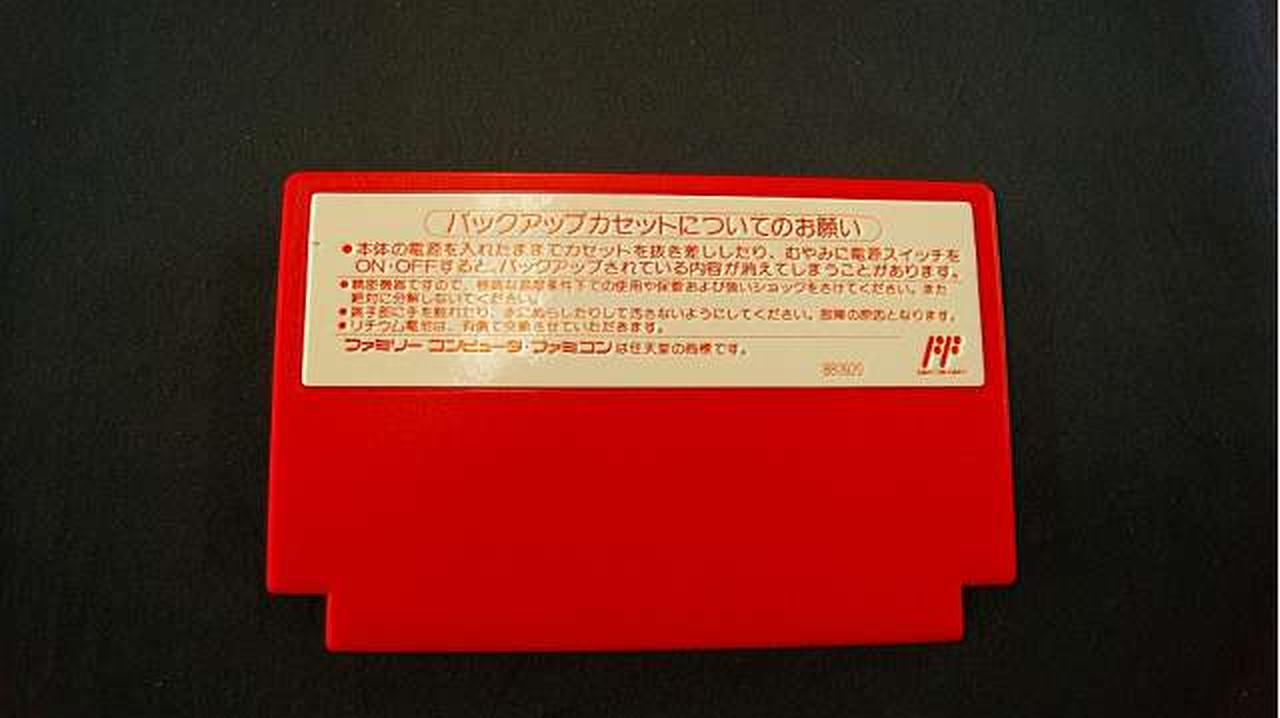 バックアップカセットについてのお願い
●本体の電源を入れたままでカセットを抜き差ししたり、むやみに電源スイッチを
ON・OFFすると、バックアップされている内容が消えてしまうことがあります。
●精密機器ですので、極端な温度条件下での使用や保管および強いショックをさけてください。また
絶対に分解しないでください。
●端子部に手を触れたり、水にぬらしたりして汚さないようにしてください。故障の原因となります。
●リチウム電池は、有償で交換させていただきます。
ファミリーコンピュータ・ファミコンは任天堂の商標です。